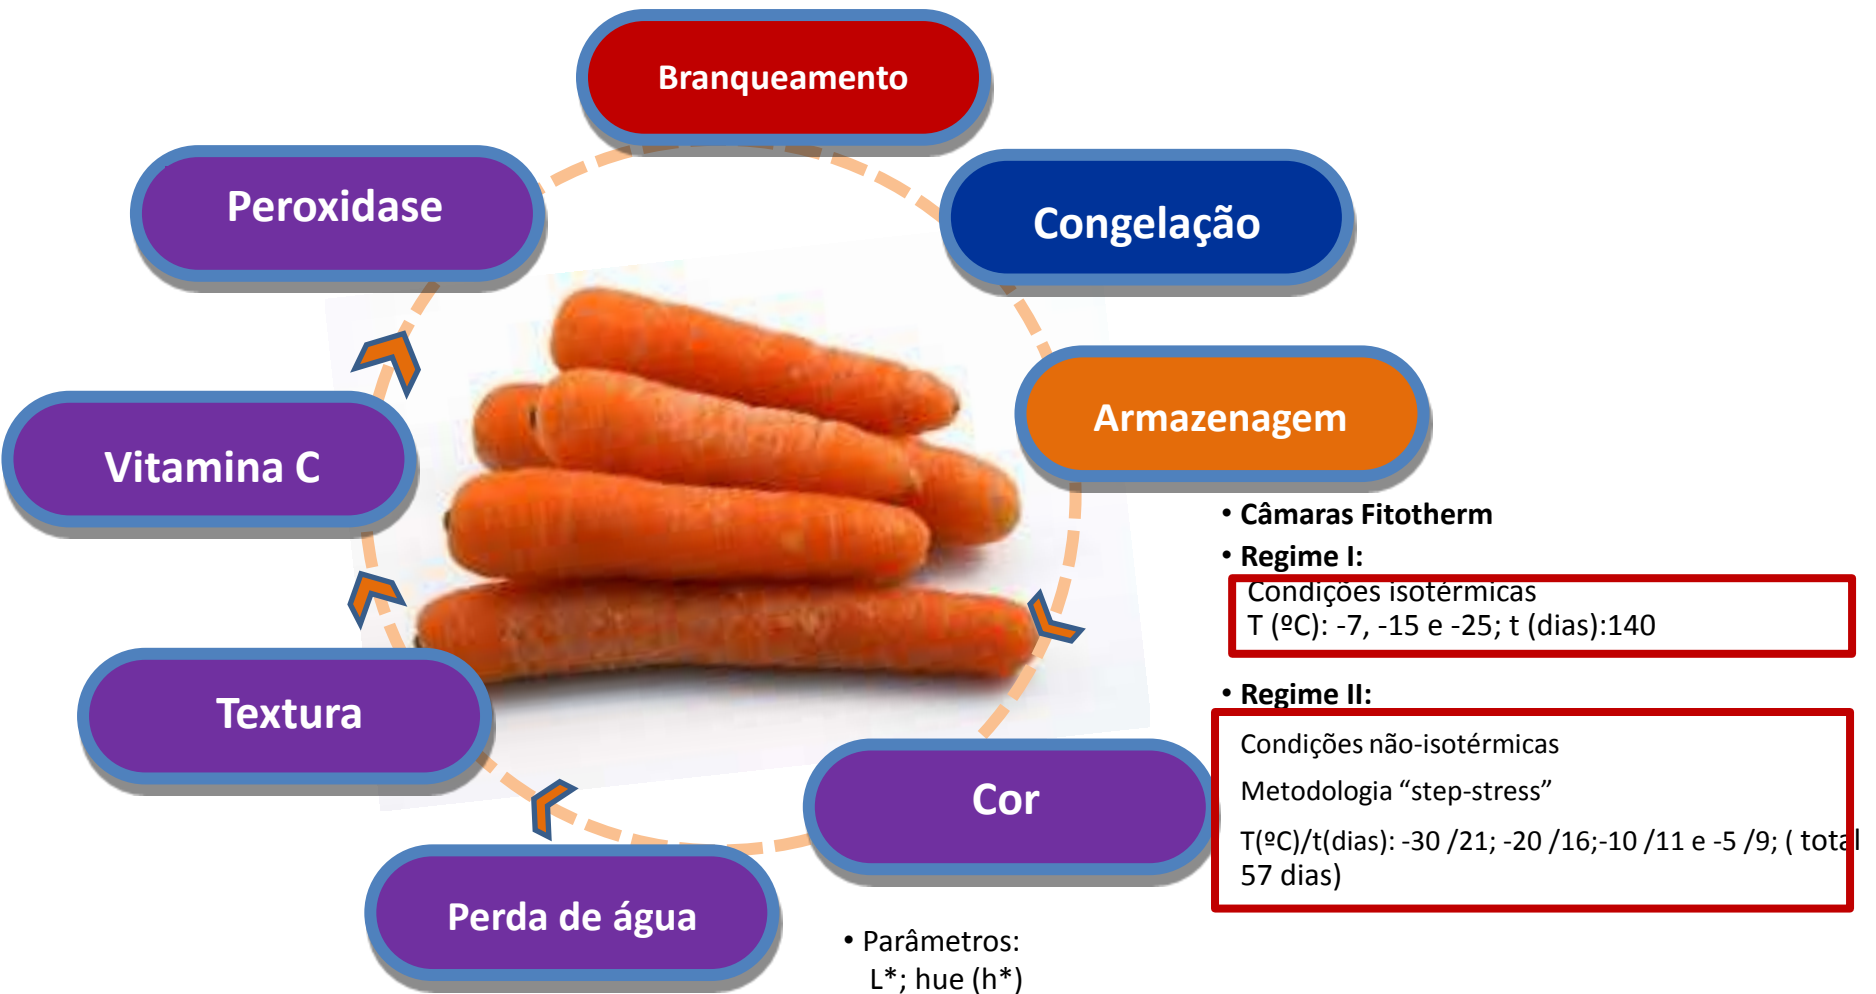 Branqueamento
Peroxidase
Congelação
Armazenagem
Vitamina C
• Câmaras Fitotherm
• Regime I:
Condições isotérmicas
T (ºC): -7, -15 e -25; t (dias):140
Textura
• Regime II:
Condições não-isotérmicas
Metodologia “step-stress”
T(ºC)/t(dias): -30 /21; -20 /16;-10 /11 e -5 /9; ( total
57 dias)
Cor
Perda de água
• Parâmetros:
L*; hue (h*)